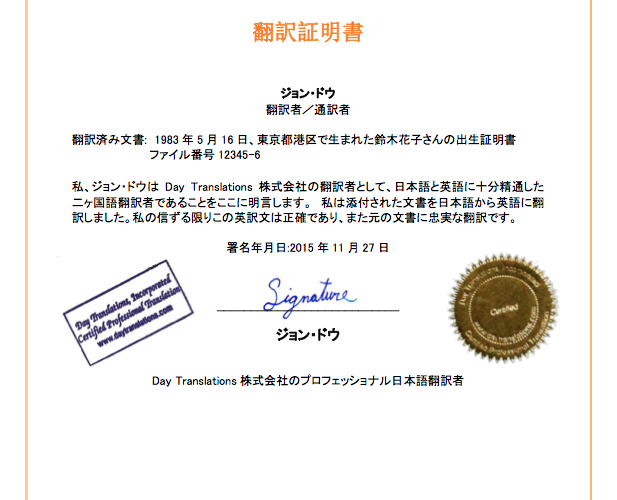 翻訳証明書
ジョン・ドウ
翻訳者／通訳者
翻訳済み文書: 1983 年 5 月 16 日、東京都港区で生まれた鈴木花子さんの出生証明書
ファイル番号 12345-6
私、ジョン・ドウは Day Translations 株式会社の翻訳者として、日本語と英語に十分精通した
二ヶ国語翻訳者であることをここに明言します。 私は添付された文書を日本語から英語に翻
訳しました。私の信ずる限りこの英訳文は正確であり、また元の文書に忠実な翻訳です。
署名年月日:2015 年 11 月 27 日
Day Translations, Incorporated
Certified Professional Translation
www.daytranslations.com
Signature
ジョン・ドウ
Day Translations, Incorporated
Certified
www.daytranslations.com
Certified Professional Translation
Day Translations 株式会社のプロフェッショナル日本語翻訳者